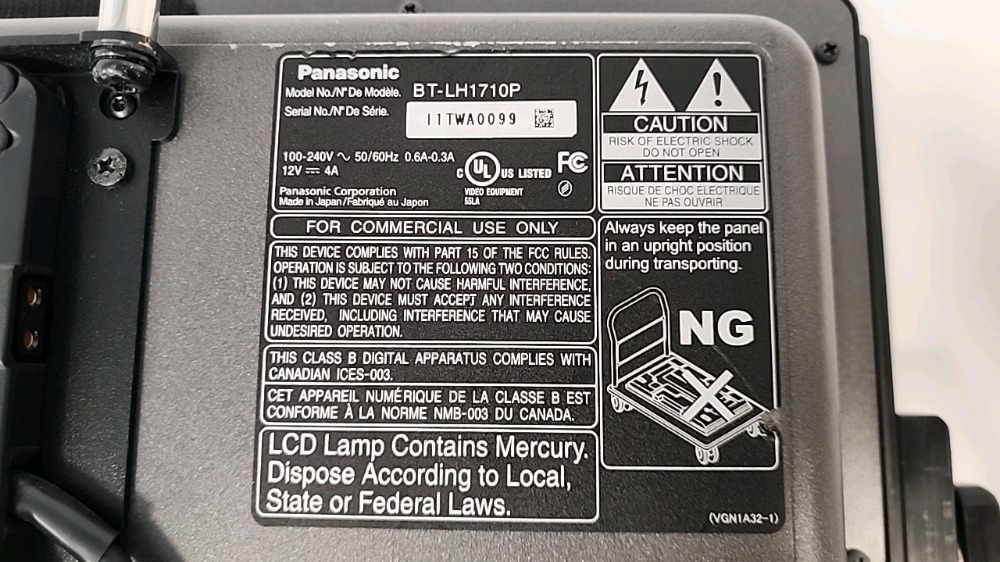 Panasonic
Model No./N° De Modèle. BT-LH1710P
Serial No./N° De Série. I1TWA0099
100-240V ∿ 50/60Hz 0.6A-0.3A
12V ⎓ 4A
C UL US LISTED
VIDEO EQUIPMENT
55LA
FC
Panasonic Corporation
Made in Japan/Fabriqué au Japon
FOR COMMERCIAL USE ONLY
THIS DEVICE COMPLIES WITH PART 15 OF THE FCC RULES.
OPERATION IS SUBJECT TO THE FOLLOWING TWO CONDITIONS:
(1) THIS DEVICE MAY NOT CAUSE HARMFUL INTERFERENCE,
AND (2) THIS DEVICE MUST ACCEPT ANY INTERFERENCE
RECEIVED, INCLUDING INTERFERENCE THAT MAY CAUSE
UNDESIRED OPERATION.
THIS CLASS B DIGITAL APPARATUS COMPLIES WITH
CANADIAN ICES-003.
CET APPAREIL NUMÉRIQUE DE LA CLASSE B EST
CONFORME À LA NORME NMB-003 DU CANADA.
LCD Lamp Contains Mercury.
Dispose According to Local,
State or Federal Laws.
CAUTION
RISK OF ELECTRIC SHOCK
DO NOT OPEN
ATTENTION
RISQUE DE CHOC ELECTRIQUE
NE PAS OUVRIR
Always keep the panel
in an upright position
during transporting.
NG
(VGN1A32-1)